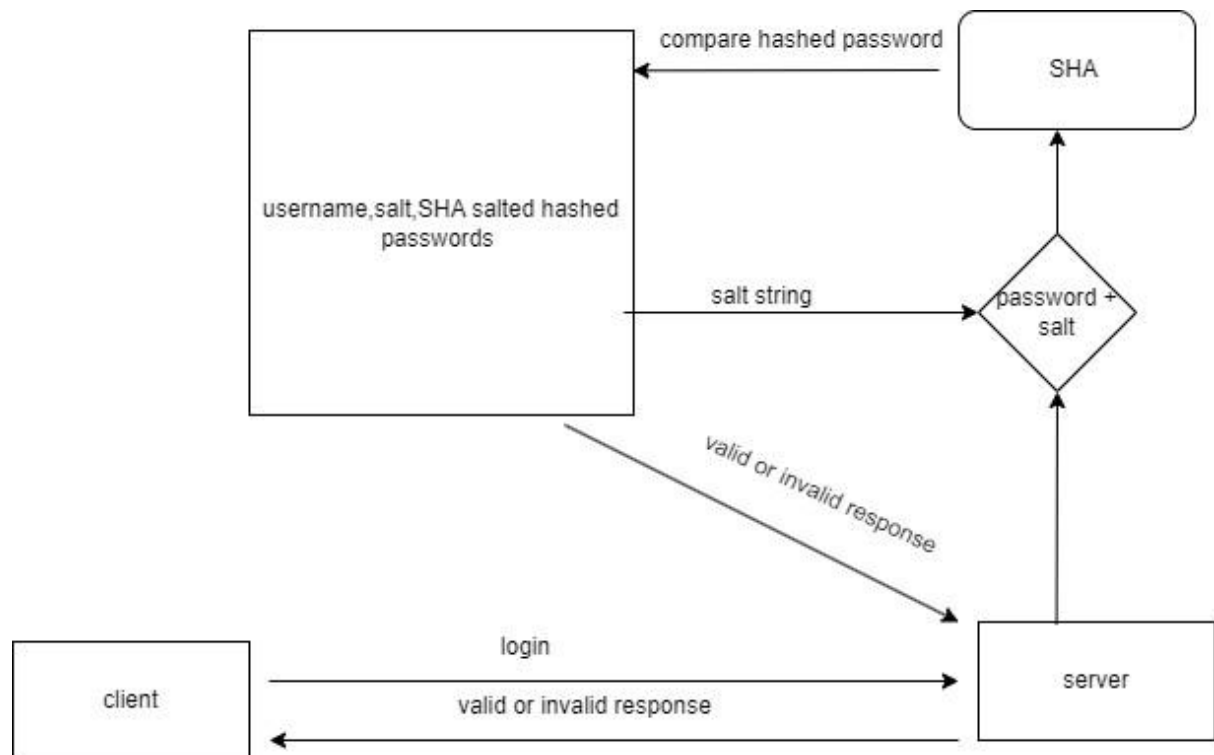 compare hashed password
SHA
username,salt,SHA salted hashed
passwords
salt string
password +
salt
valid or invalid response
login
client
valid or invalid response
server